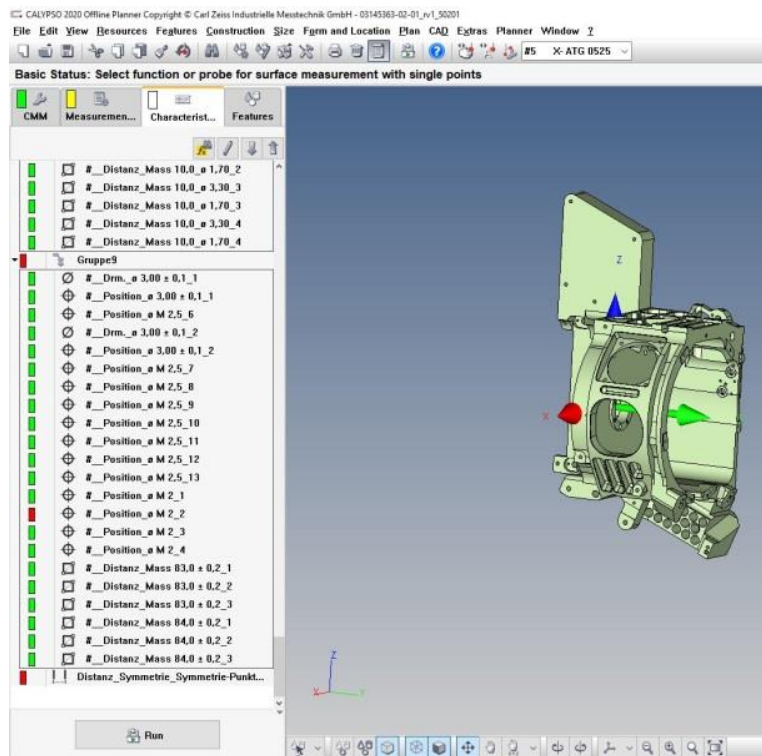 CALYPSO 2020 Offline Planner Copyright © Carl Zeiss Industrielle Messtechnik GmbH - 03145363-02-01_rv1_50201
File Edit View Resources Features Construction Size Form and Location Plan CAD Extras Planner Window ?
#5 X- ATG 0525
Basic Status: Select function or probe for surface measurement with single points
CMM Measuremen... Characterist... Features
#__Distanz_Mass 10,0_ø 1,70_2
#__Distanz_Mass 10,0_ø 3,30_3
#__Distanz_Mass 10,0_ø 1,70_3
#__Distanz_Mass 10,0_ø 3,30_4
#__Distanz_Mass 10,0_ø 1,70_4
Gruppe9
#__Drm._ø 3,00 ± 0,1_1
#__Position_ø 3,00 ± 0,1_1
#__Position_ø M 2,5_6
#__Drm._ø 3,00 ± 0,1_2
#__Position_ø 3,00 ± 0,1_2
#__Position_ø M 2,5_7
#__Position_ø M 2,5_8
#__Position_ø M 2,5_9
#__Position_ø M 2,5_10
#__Position_ø M 2,5_11
#__Position_ø M 2,5_12
#__Position_ø M 2,5_13
#__Position_ø M 2_1
#__Position_ø M 2_2
#__Position_ø M 2_3
#__Position_ø M 2_4
#__Distanz_Mass 83,0 ± 0,2_1
#__Distanz_Mass 83,0 ± 0,2_2
#__Distanz_Mass 83,0 ± 0,2_3
#__Distanz_Mass 84,0 ± 0,2_1
#__Distanz_Mass 84,0 ± 0,2_2
#__Distanz_Mass 84,0 ± 0,2_3
Distanz_Symmetrie_Symmetrie-Punkt...
Run
Z
X
Z
X
Y